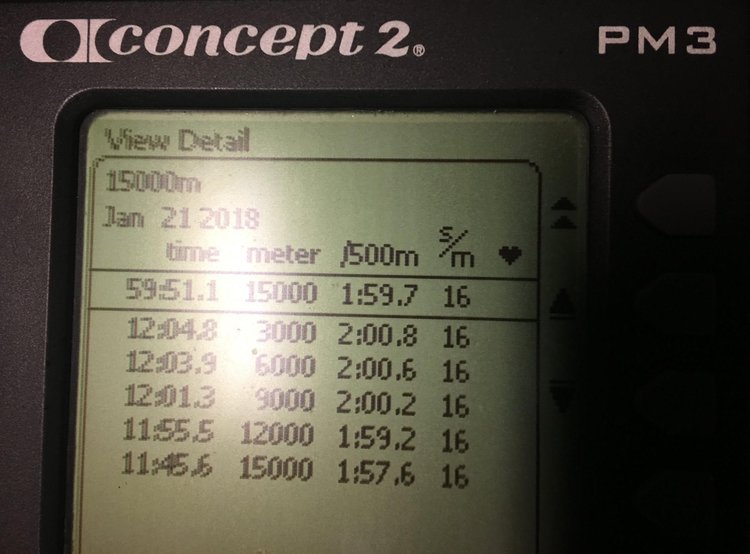 concept 2®
PM3
View Detail
15000m
Jan 21 2018
time meter /500m s/m ♥
59:51.1 15000 1:59.7 16
12:04.8 3000 2:00.8 16
12:03.9 6000 2:00.6 16
12:01.3 9000 2:00.2 16
11:55.5 12000 1:59.2 16
11:45.6 15000 1:57.6 16